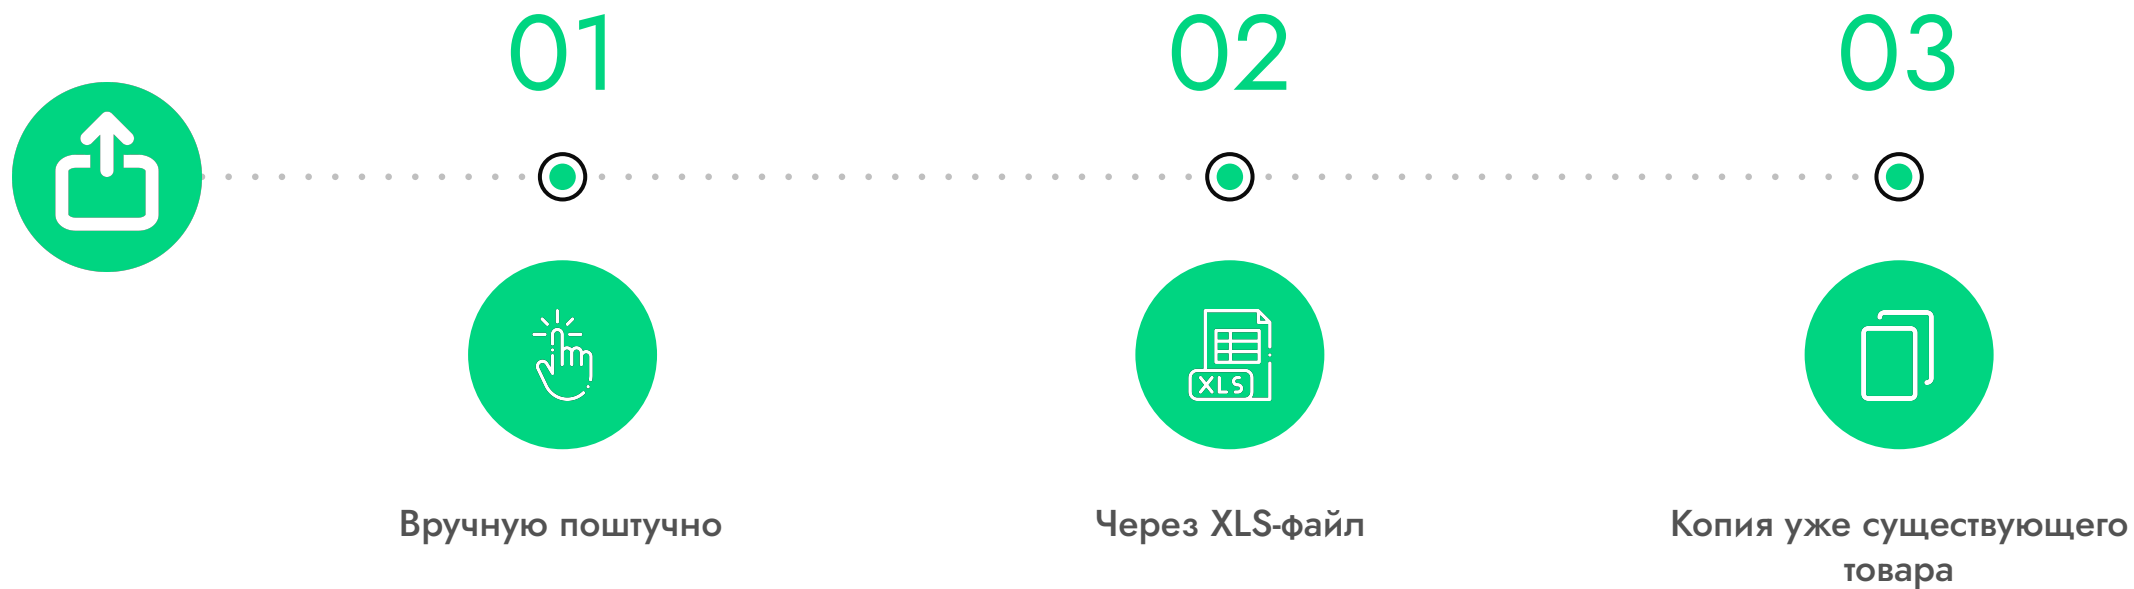 01
02
03
XLS
Вручную поштучно
Через XLS-файл
Копия уже существующего
товара